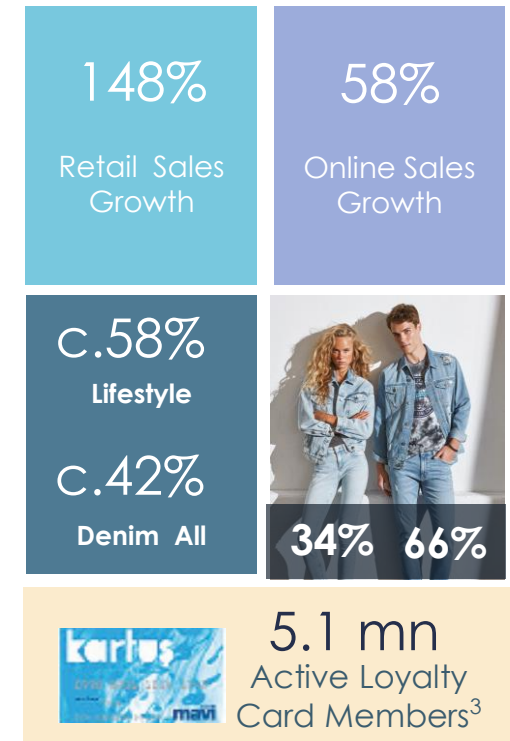 148%
Retail Sales
Growth
58%
Online Sales
Growth
c.58%
Lifestyle
c.42%
Denim All
34% 66%
kartuş
mavi
5.1 mn
Active Loyalty
Card Members3